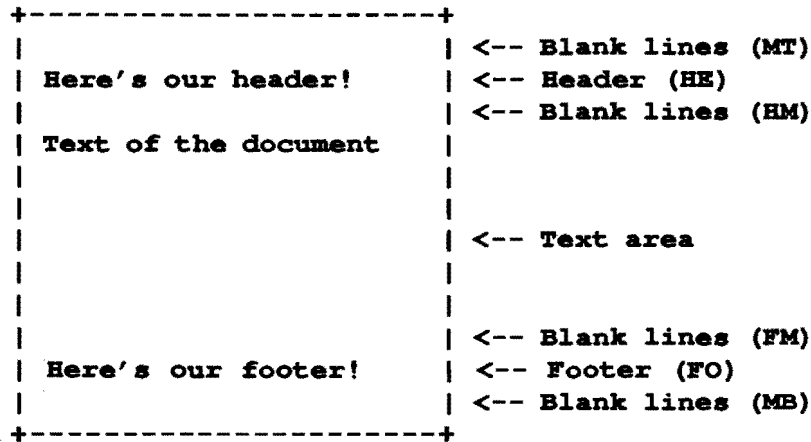 +-----------------------+
| | <-- Blank lines (MT)
| Here's our header! | <-- Header (HE)
| | <-- Blank lines (HM)
| Text of the document |
| |
| |
| | <-- Text area
| |
| |
| | <-- Blank lines (FM)
| Here's our footer! | <-- Footer (FO)
| | <-- Blank lines (MB)
+-----------------------+